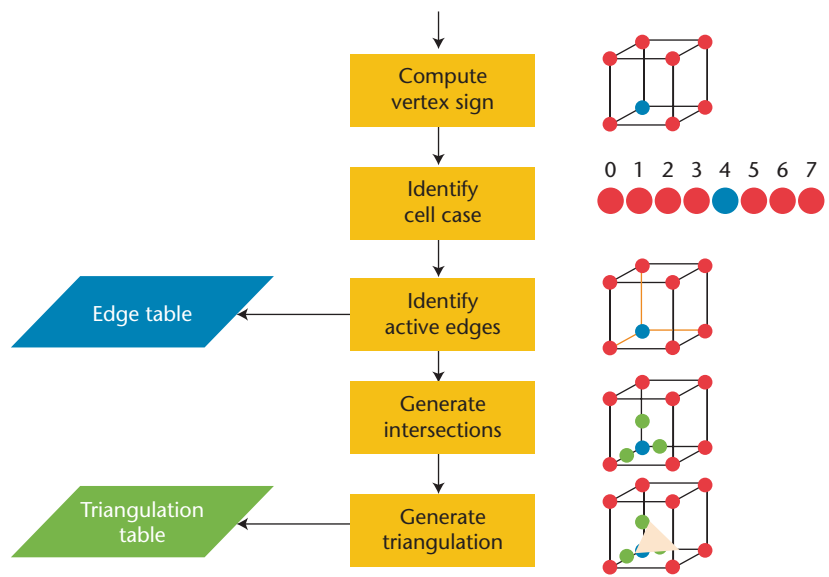 Compute
vertex sign
Identify
cell case
0 1 2 3 4 5 6 7
Edge table
Identify
active edges
Generate
intersections
Triangulation
table
Generate
triangulation